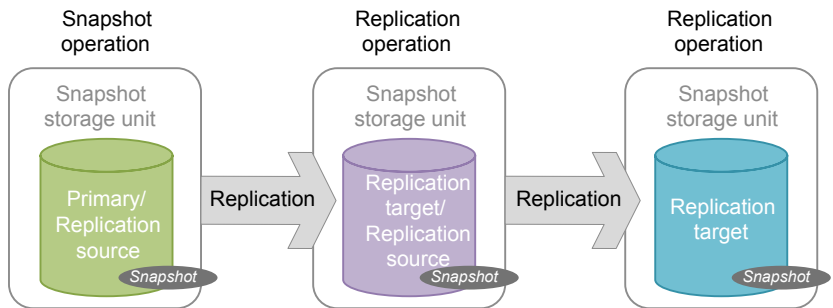 Snapshot
operation
Replication
operation
Replication
operation
Snapshot
storage unit
Snapshot
storage unit
Snapshot
storage unit
Primary/
Replication
source
Replication
Replication
target/
Replication
source
Replication
Replication
target
Snapshot
Snapshot
Snapshot